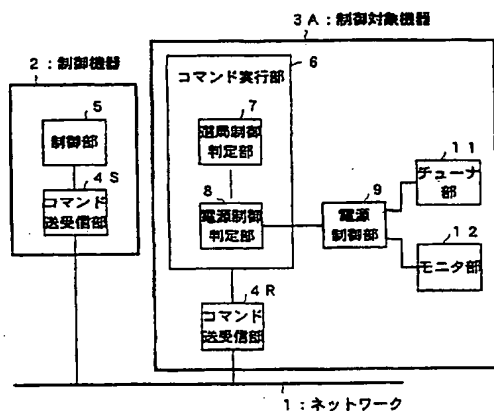 3A:制御対象機器
2:制御機器
5
制御部
4S
コマンド
送受信部
6
コマンド実行部
7
選局制御
判定部
8
電源制御
判定部
9
電源
制御部
11
チューナ
部
12
モニタ部
4R
コマンド
送受信部
1:ネットワーク